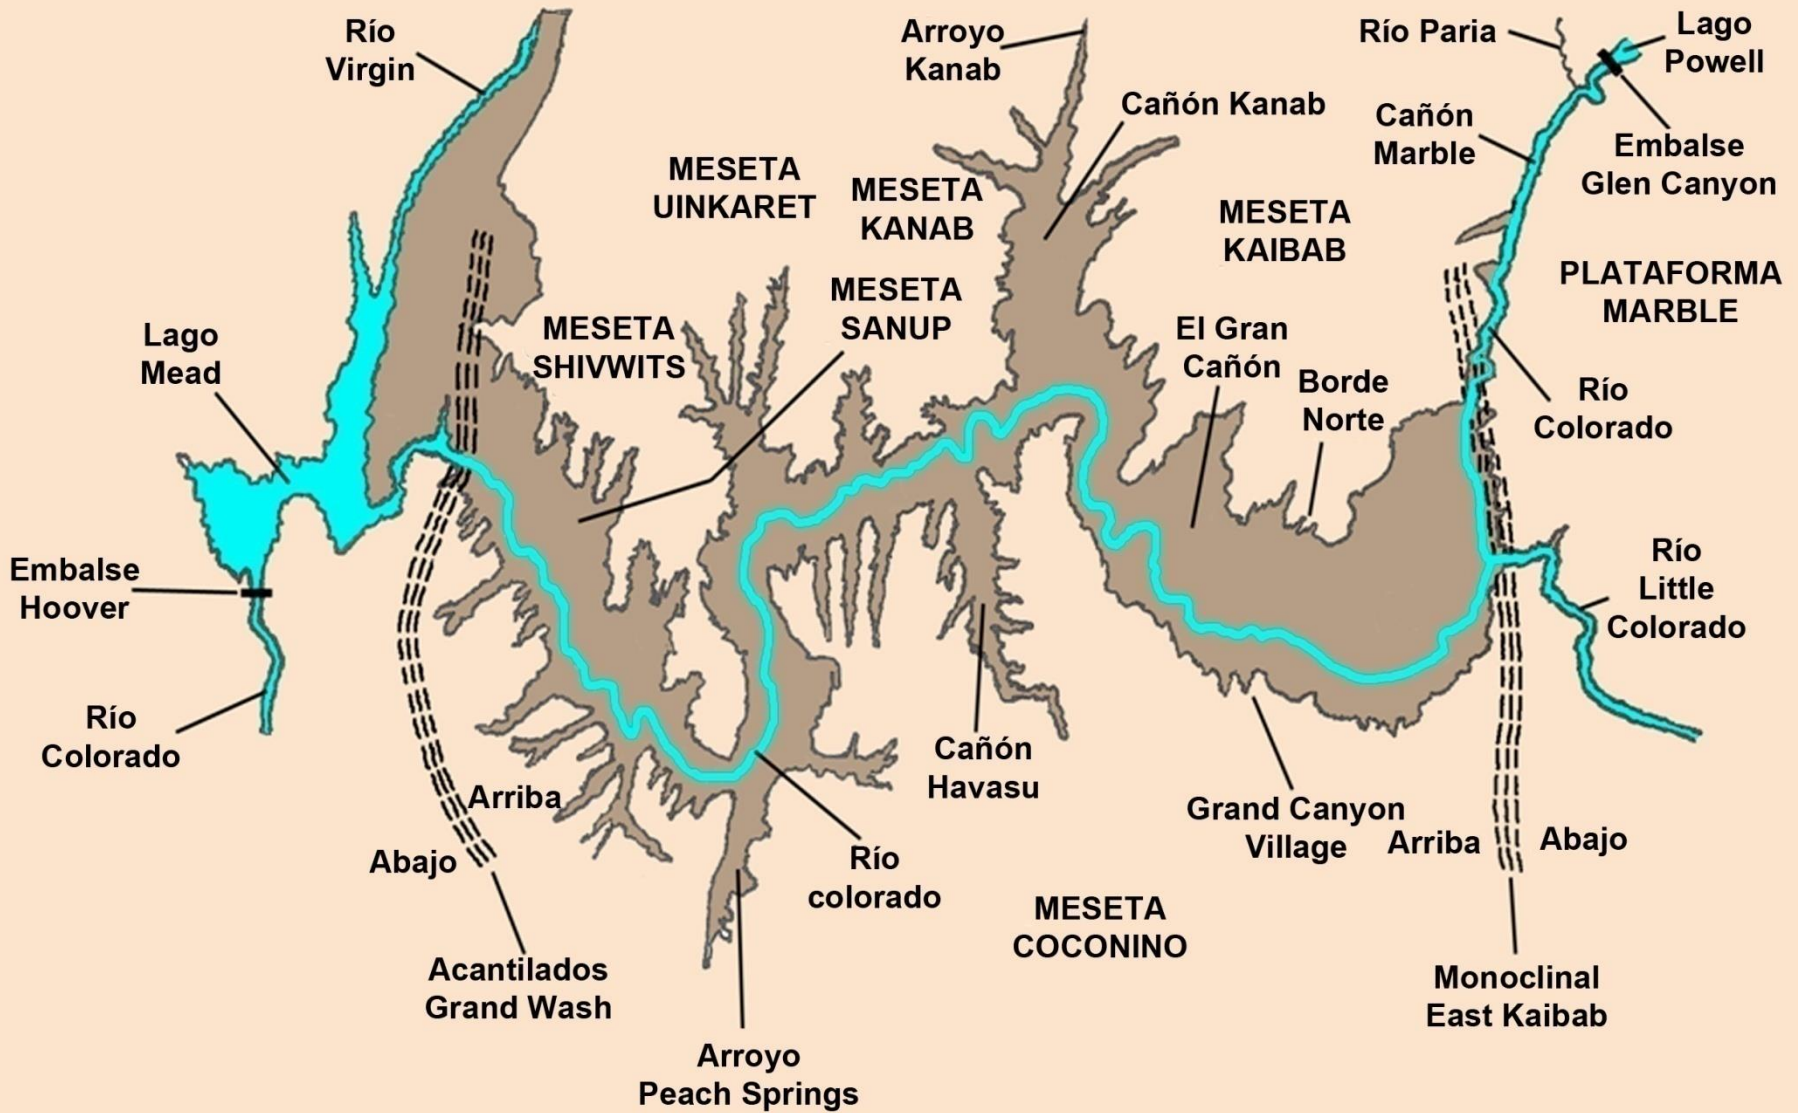 Río
Virgin
Arroyo
Kanab
Río Paria
Lago
Powell
Cañón Kanab
Cañón
Marble
Embalse
Glen Canyon
MESETA
UINKARET
MESETA
KANAB
MESETA
KAIBAB
PLATAFORMA
MARBLE
MESETA
SANUP
Lago
Mead
MESETA
SHIVWITS
El Gran
Cañón
Borde
Norte
Río
Colorado
Embalse
Hoover
Río
Little
Colorado
Río
Colorado
Cañón
Havasu
Arriba
Abajo
Grand Canyon
Village
Arriba
Abajo
Río
colorado
MESETA
COCONINO
Acantilados
Grand Wash
Monoclinal
East Kaibab
Arroyo
Peach Springs